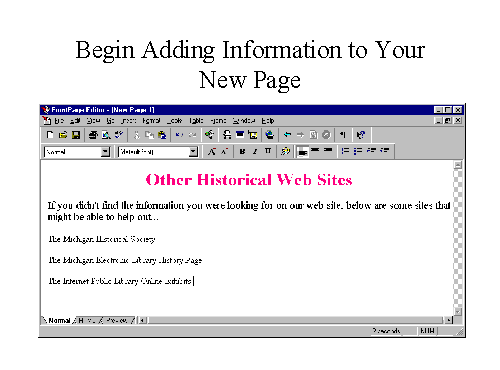 Begin Adding Information to Your
New Page
FrontPage Editor - [New Page 1]
File Edit View Go Insert Format Tools Table Frame Window Help
Normal (default font)
Other Historical Web Sites
If you didn't find the information you were looking for on our web site, below are some sites that
might be able to help out...
The Michigan Historical Society
The Michigan Electronic Library History Page
The Internet Public Library Online Exhibits
Normal HTML Preview
2 seconds NUM